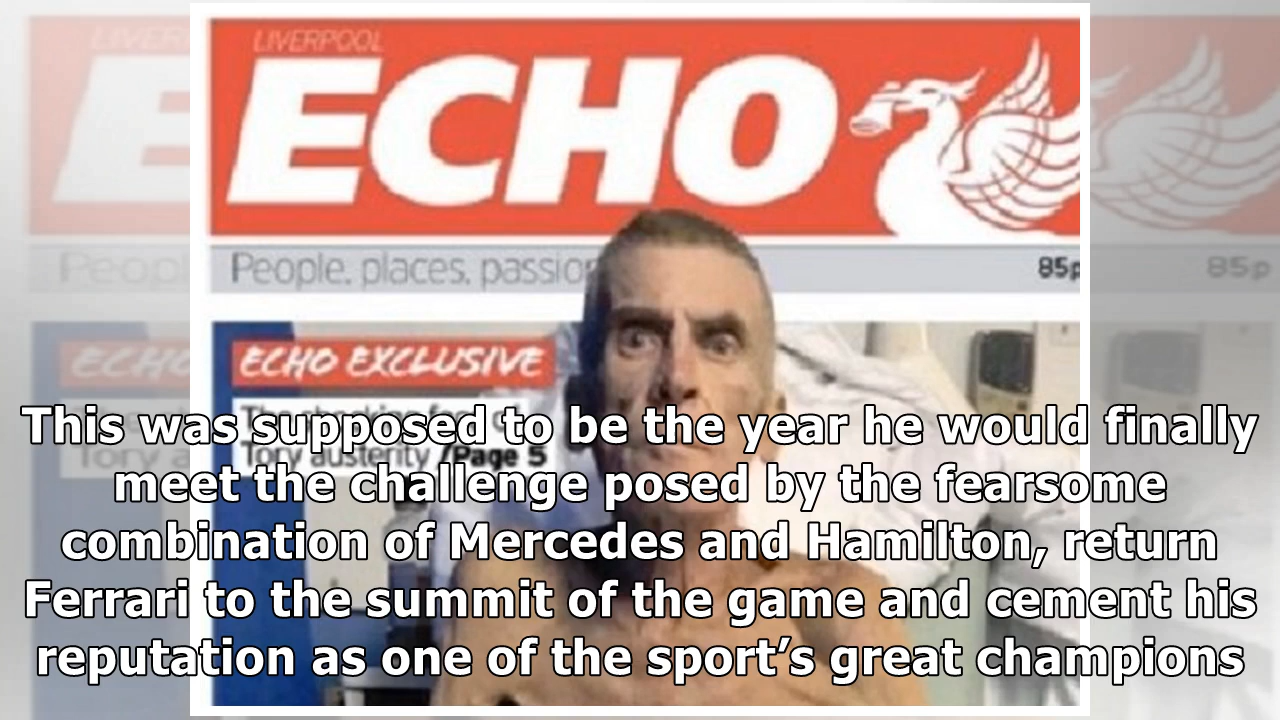 LIVERPOOL
ECHO
People, places, passion
85p
ECHO EXCLUSIVE
Tory austerity /Page 5
This was supposed to be the year he would finally
meet the challenge posed by the fearsome
combination of Mercedes and Hamilton, return
Ferrari to the summit of the game and cement his
reputation as one of the sport’s great champions